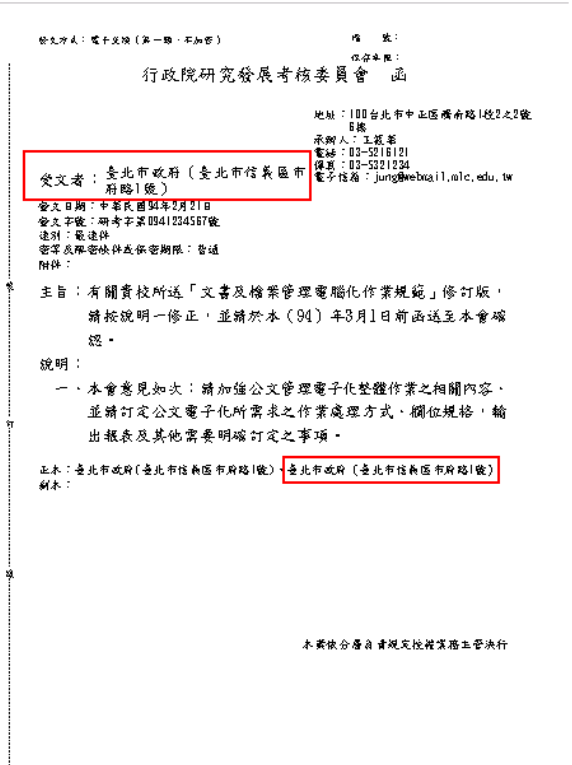 發文方式：電子交換（第一類，不加密）
檔　號：
保存年限：
行政院研究發展考核委員會　函
地址：100台北市中正區濟南路1段2之2號
6樓
承辦人：王筱若
電話：03-5216121
傳真：03-5321234
電子信箱：jung@webmail.mlc.edu.tw
受文者：臺北市政府（臺北市信義區市
府路1號）
發文日期：中華民國94年2月21日
發文字號：研考字第0941234567號
速別：最速件
密等及解密條件或保密期限：普通
附件：
主旨：有關貴校所送「文書及檔案管理電腦化作業規範」修訂版，
請按說明一修正，並請於本（94）年3月1日前函送至本會確
認。
說明：
一、本會意見如次：請加強公文管理電子化整體作業之相關內容、
並請訂定公文電子化所需求之作業處理方式、欄位規格，輸
出報表及其他需要明確訂定之事項。
正本：臺北市政府(臺北市信義區市府路1號)、臺北市政府（臺北市信義區市府路1號）
副本：
裝
訂
線
本案依分層負責規定授權業務主管決行